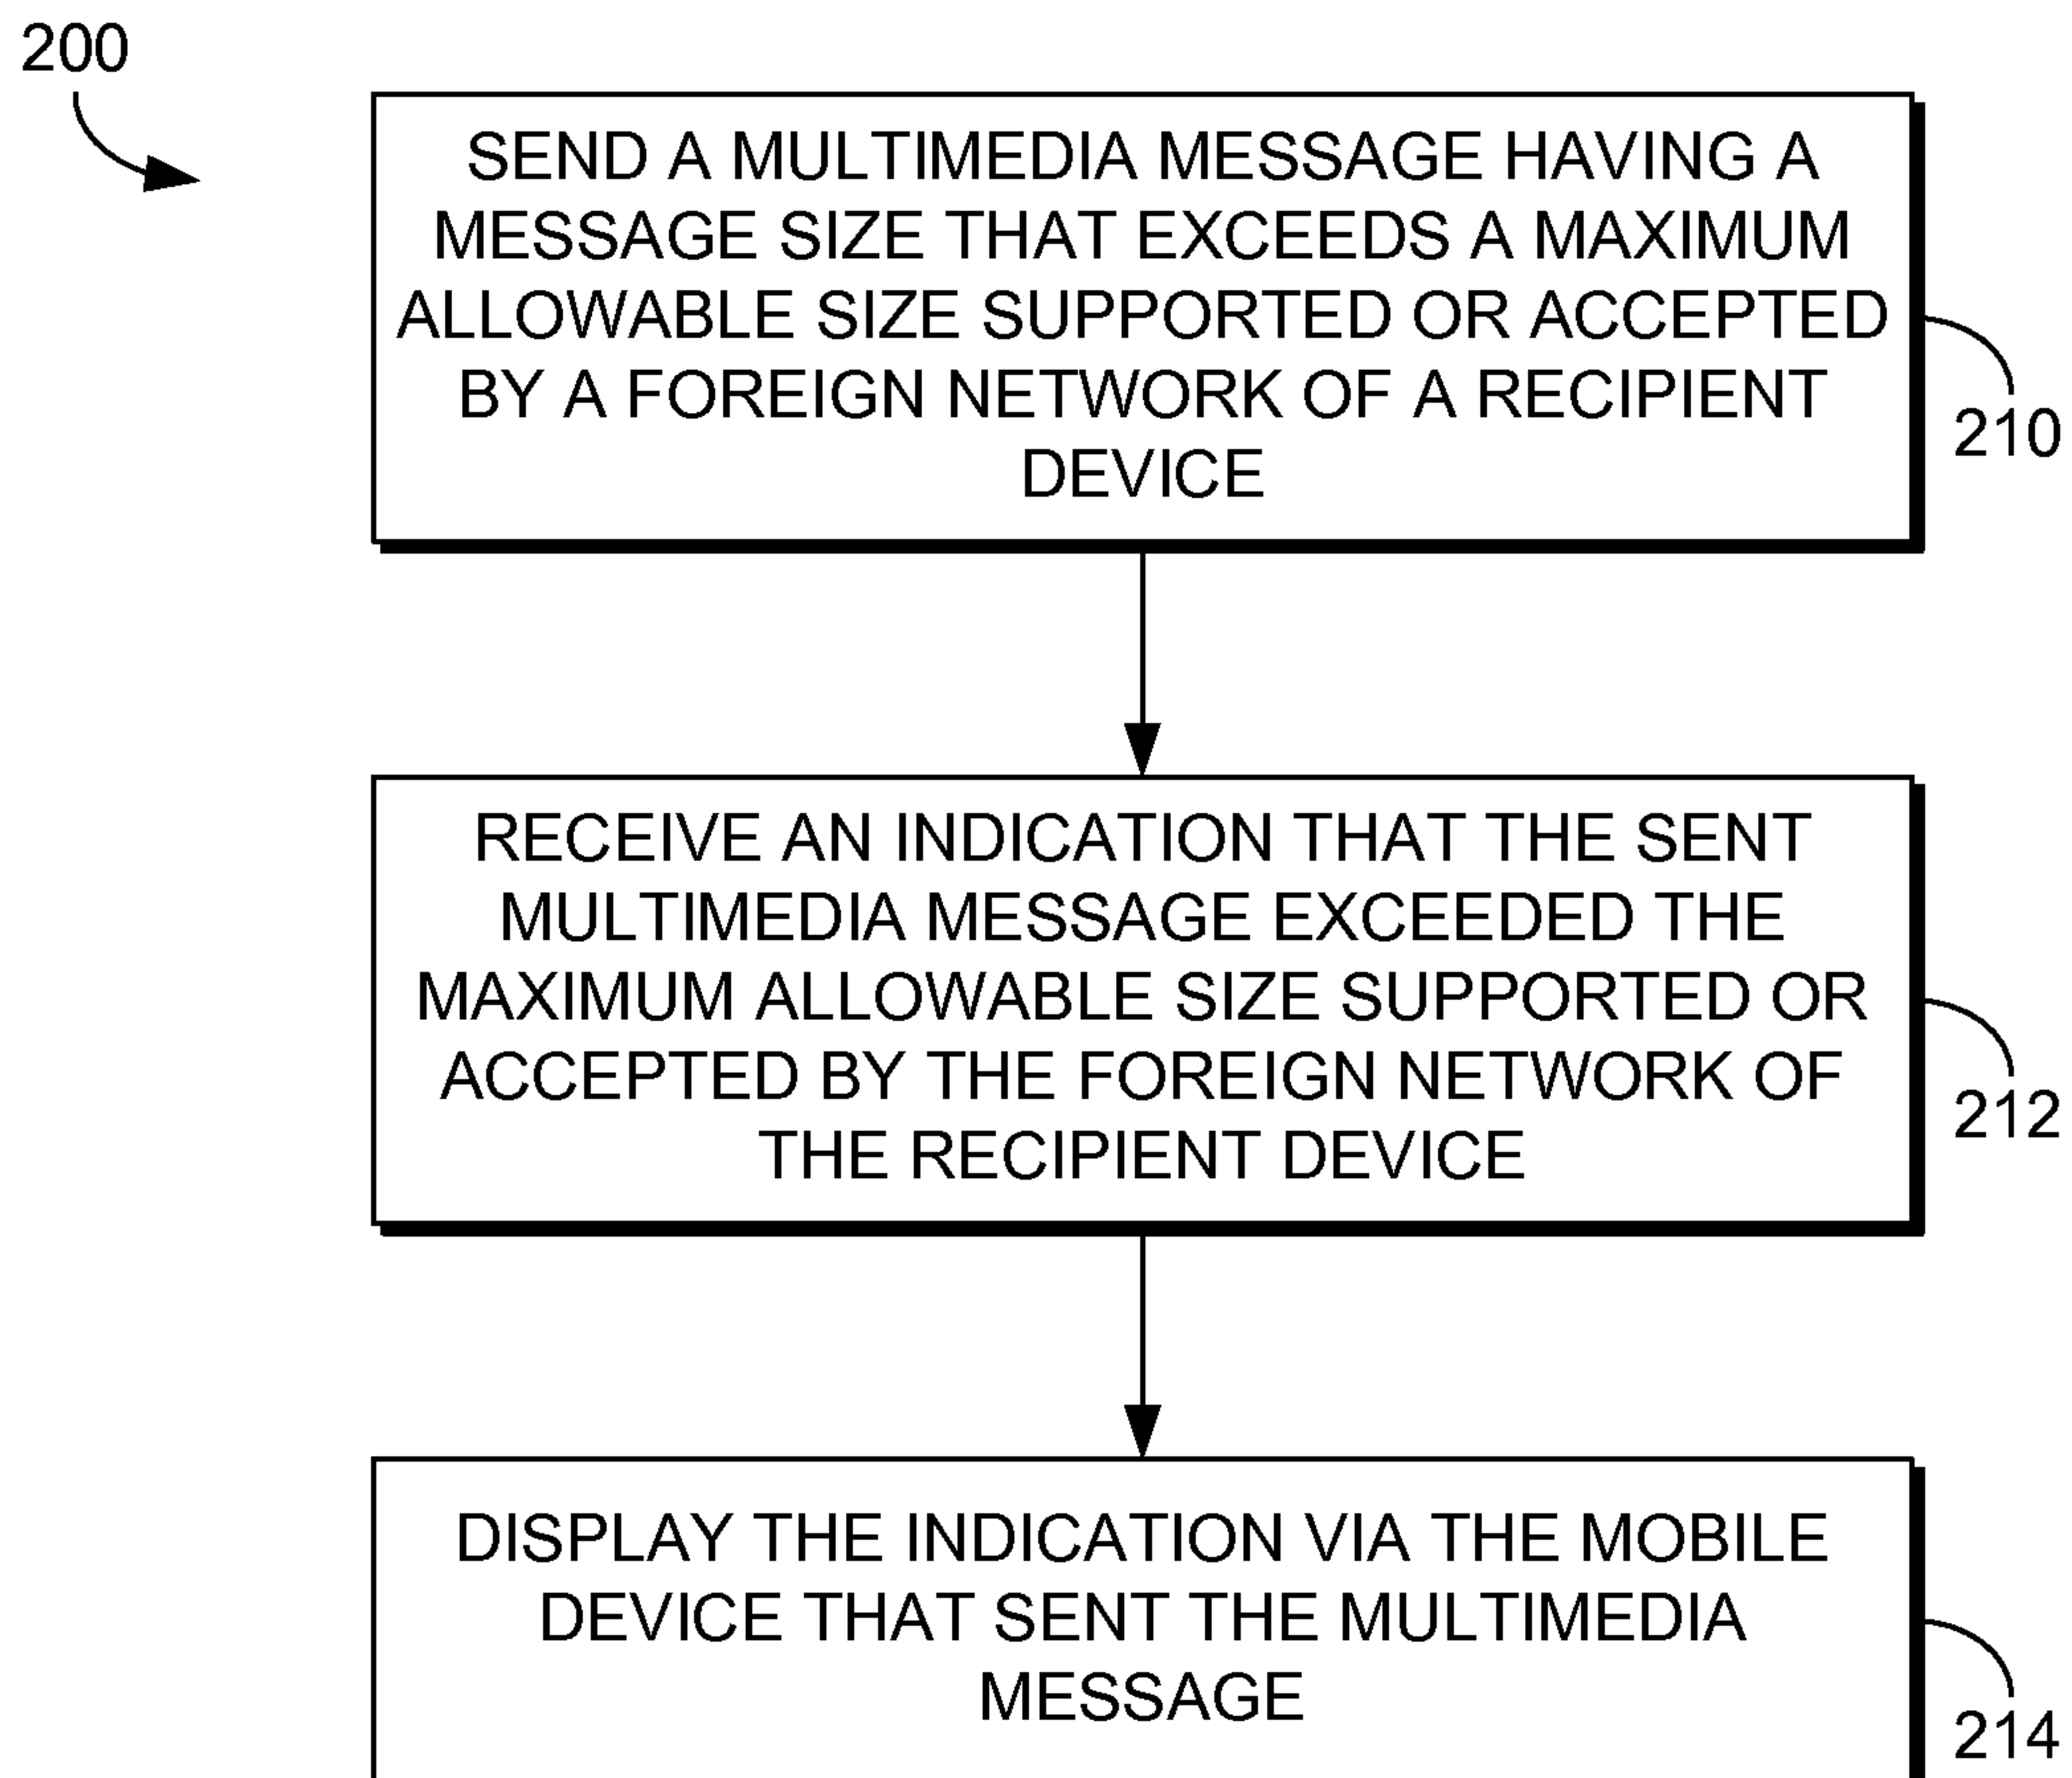 200
SEND A MULTIMEDIA MESSAGE HAVING A
MESSAGE SIZE THAT EXCEEDS A MAXIMUM
ALLOWABLE SIZE SUPPORTED OR ACCEPTED
BY A FOREIGN NETWORK OF A RECIPIENT
DEVICE
210
RECEIVE AN INDICATION THAT THE SENT
MULTIMEDIA MESSAGE EXCEEDED THE
MAXIMUM ALLOWABLE SIZE SUPPORTED OR
ACCEPTED BY THE FOREIGN NETWORK OF
THE RECIPIENT DEVICE
212
DISPLAY THE INDICATION VIA THE MOBILE
DEVICE THAT SENT THE MULTIMEDIA
MESSAGE
214